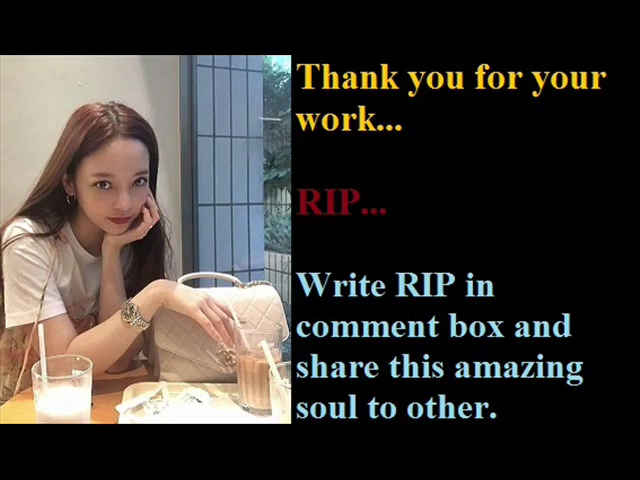 Thank you for your
work...
RIP...
Write RIP in
comment box and
share this amazing
soul to other.